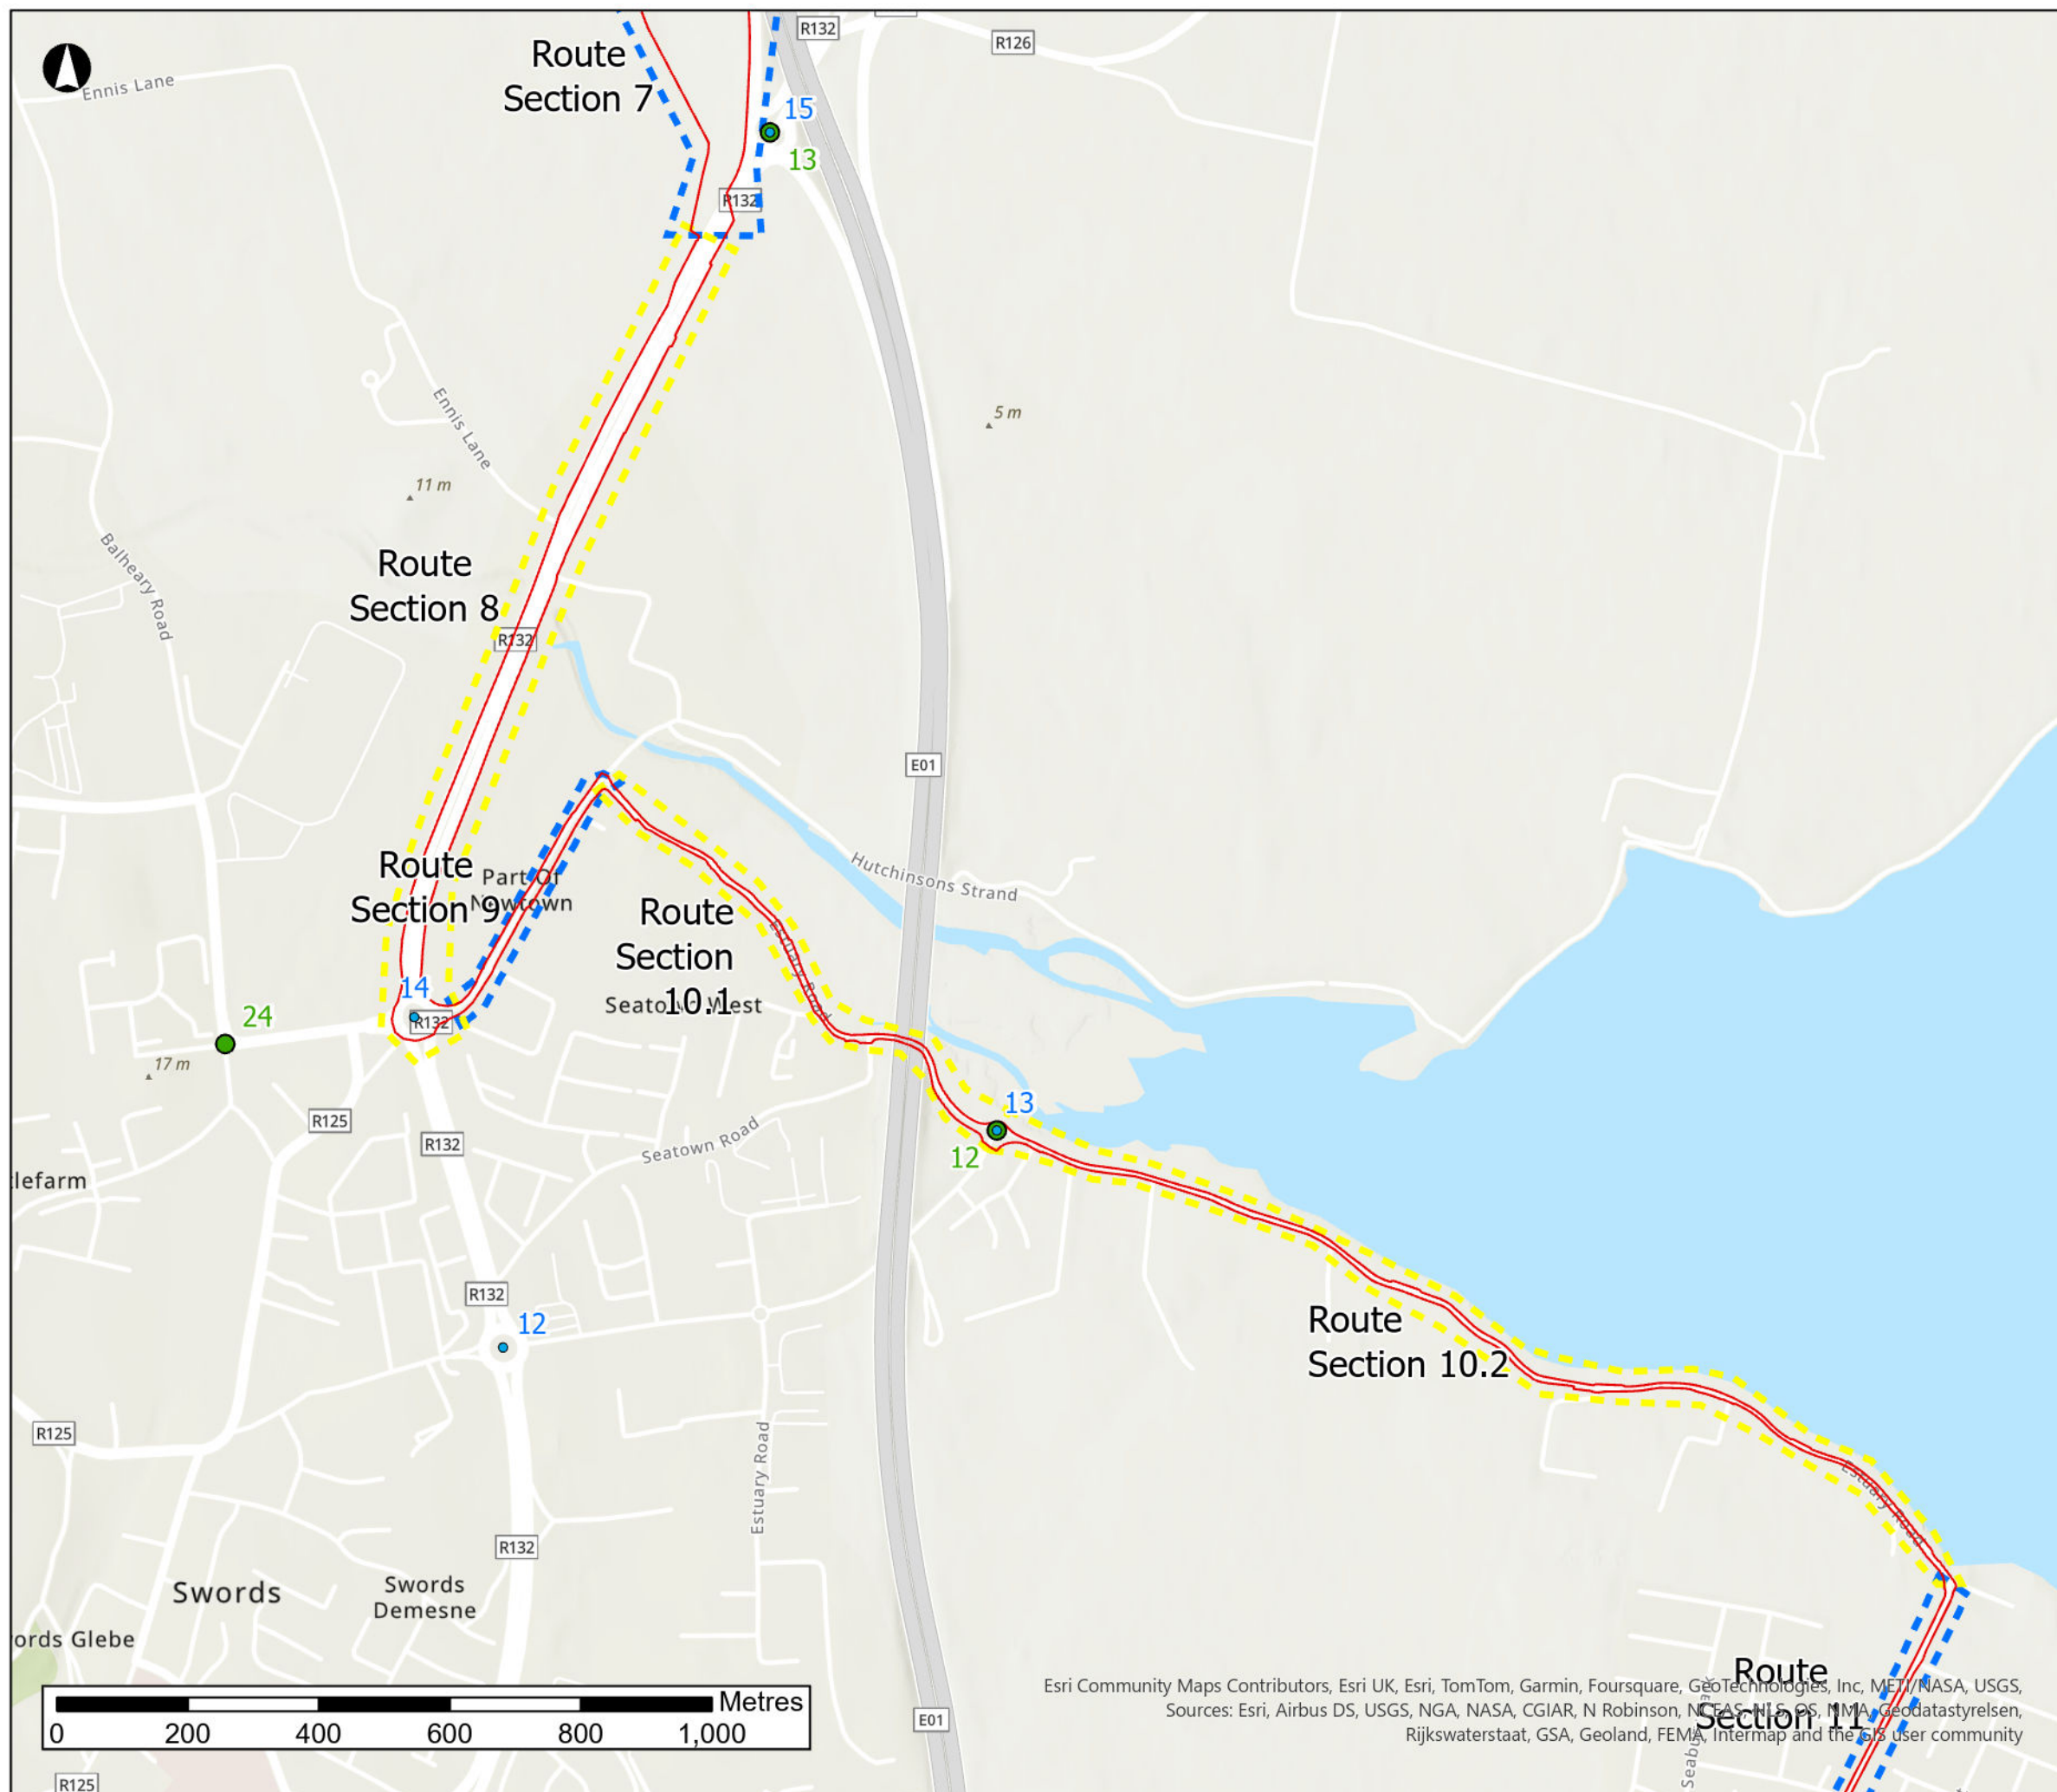 R132
R126
Route
Section 7
Ennis Lane
15
13
R132
5 m
Ennis Lane
11 m
Balheary Road
Route
Section 8
R132
E01
Hutchinsons Strand
Route
Section 9
Part Of
Newtown
Route
Section
10.1
Estuary Road
Seatown West
14
R132
24
17 m
13
12
R125
R132
Seatown Road
lefarm
R132
12
Route
Section 10.2
R125
Estuary Road
Estuary Road
R132
Swords
Swords
Demesne
ords Glebe
Route
Section 11
Metres
0 200 400 600 800 1,000
E01
R125
Esri Community Maps Contributors, Esri UK, Esri, TomTom, Garmin, Foursquare, GeoTechnologies, Inc, METI/NASA, USGS,
Sources: Esri, Airbus DS, USGS, NGA, NASA, CGIAR, N Robinson, NCEAS, NLS, OS, NMA, Geodatastyrelsen,
Rijkswaterstaat, GSA, Geoland, FEMA, Intermap and the GIS user community